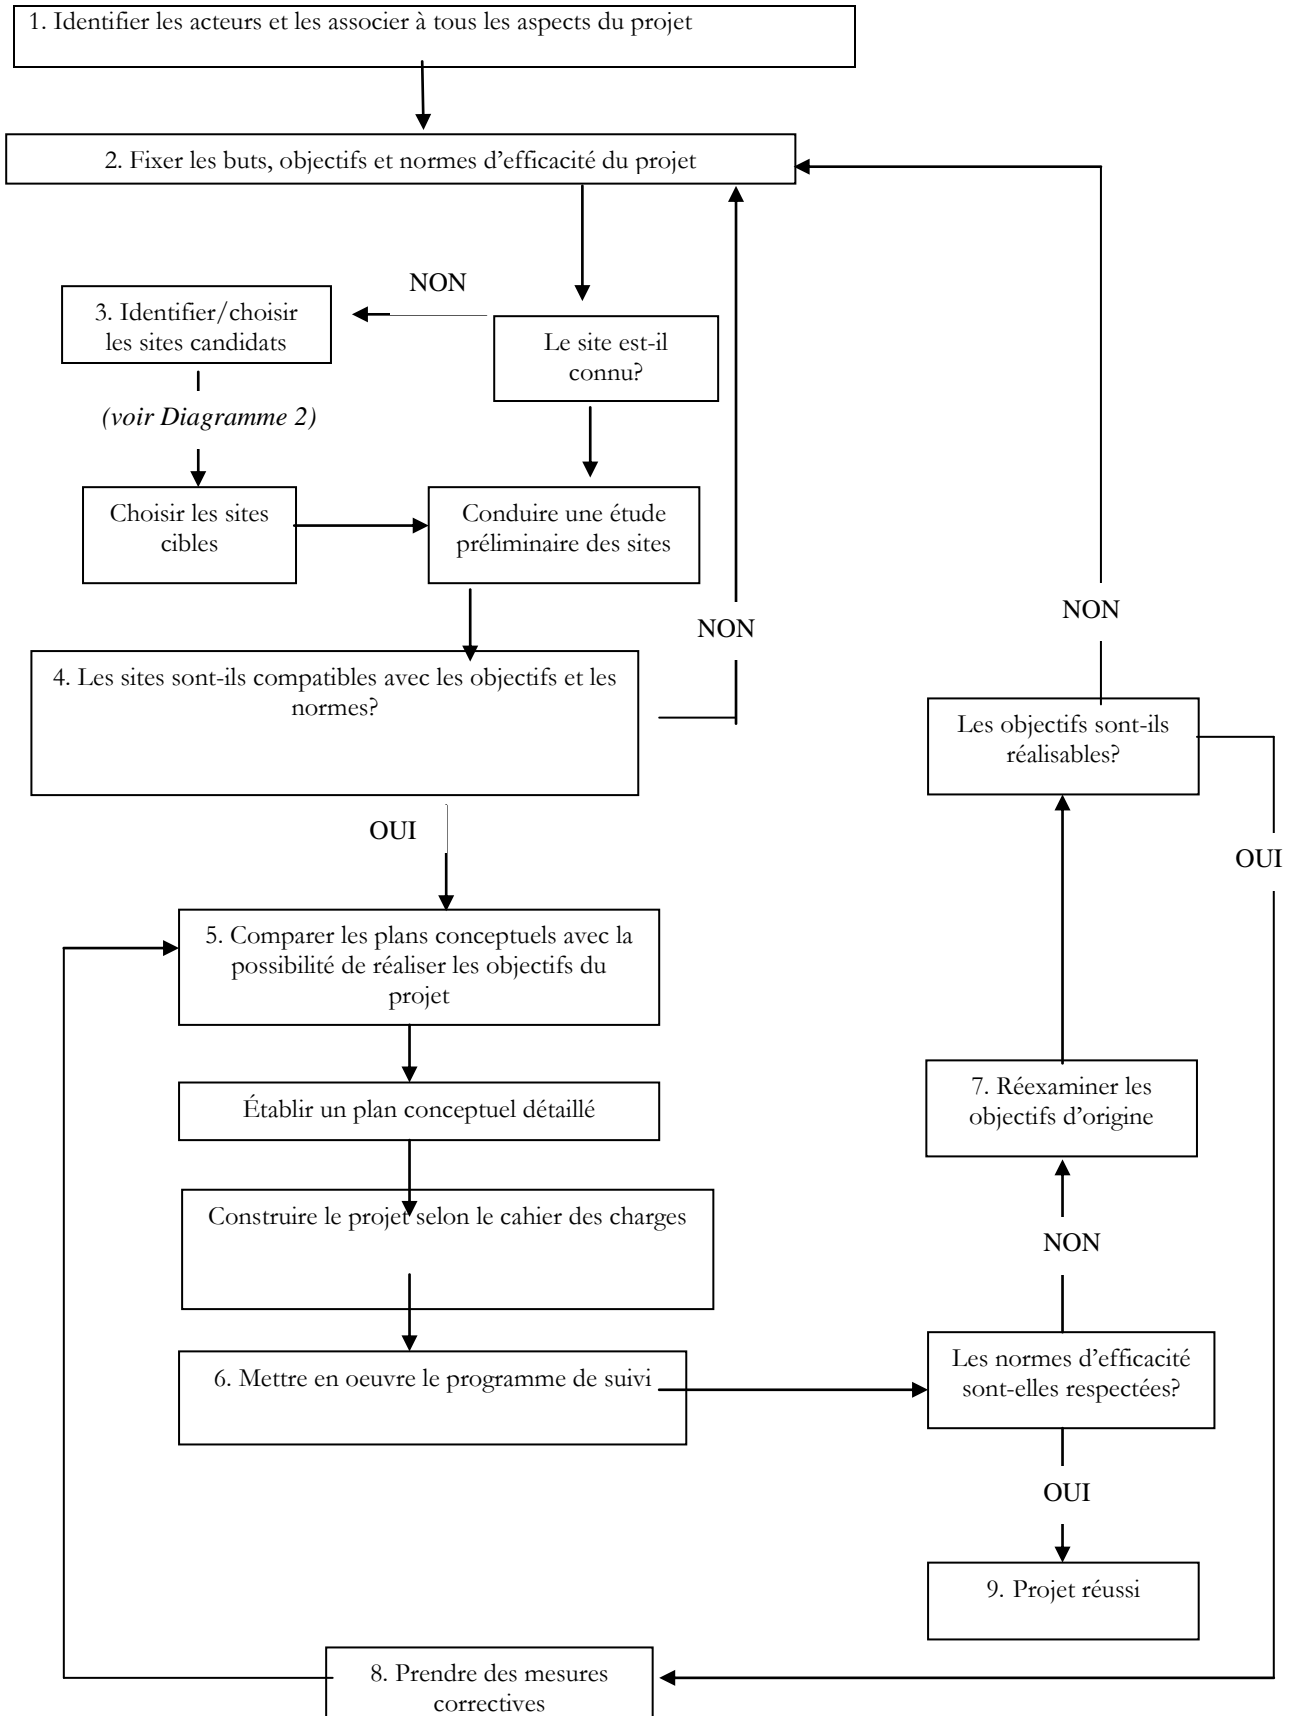 1. Identifier les acteurs et les associer à tous les aspects du projet
2. Fixer les buts, objectifs et normes d’efficacité du projet
NON
3. Identifier/choisir
les sites candidats
Le site est-il
connu?
(voir Diagramme 2)
Choisir les sites
cibles
Conduire une étude
préliminaire des sites
NON
NON
4. Les sites sont-ils compatibles avec les objectifs et les
normes?
Les objectifs sont-ils
réalisables?
OUI
OUI
5. Comparer les plans conceptuels avec la
possibilité de réaliser les objectifs du
projet
Établir un plan conceptuel détaillé
7. Réexaminer les
objectifs d’origine
Construire le projet selon le cahier des charges
NON
6. Mettre en oeuvre le programme de suivi
Les normes d’efficacité
sont-elles respectées?
OUI
9. Projet réussi
8. Prendre des mesures
correctives